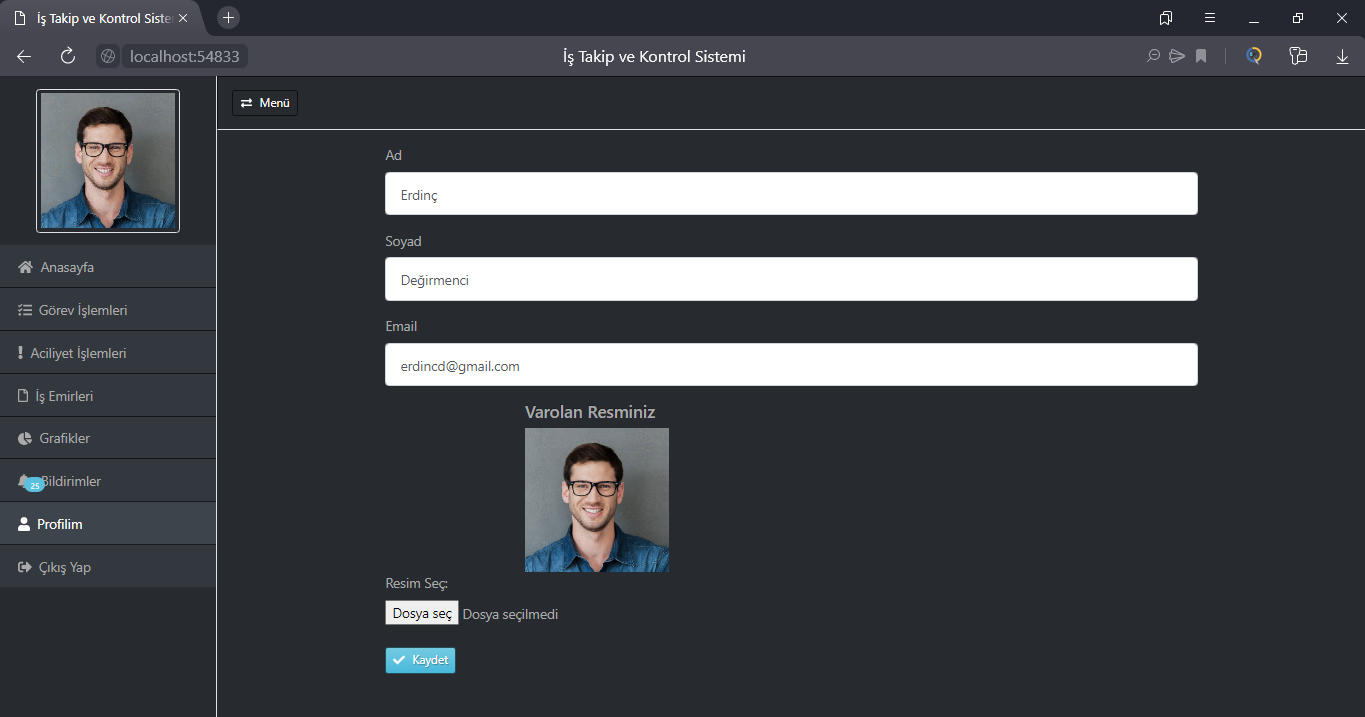 İş Takip ve Kontrol Siste
localhost:54833
İş Takip ve Kontrol Sistemi
Menü
Anasayfa
Görev İşlemleri
Aciliyet İşlemleri
İş Emirleri
Grafikler
25
Bildirimler
Profilim
Çıkış Yap
Ad
Erdinç
Soyad
Değirmenci
Email
erdincd@gmail.com
Varolan Resminiz
Resim Seç:
Dosya seç Dosya seçilmedi
Kaydet